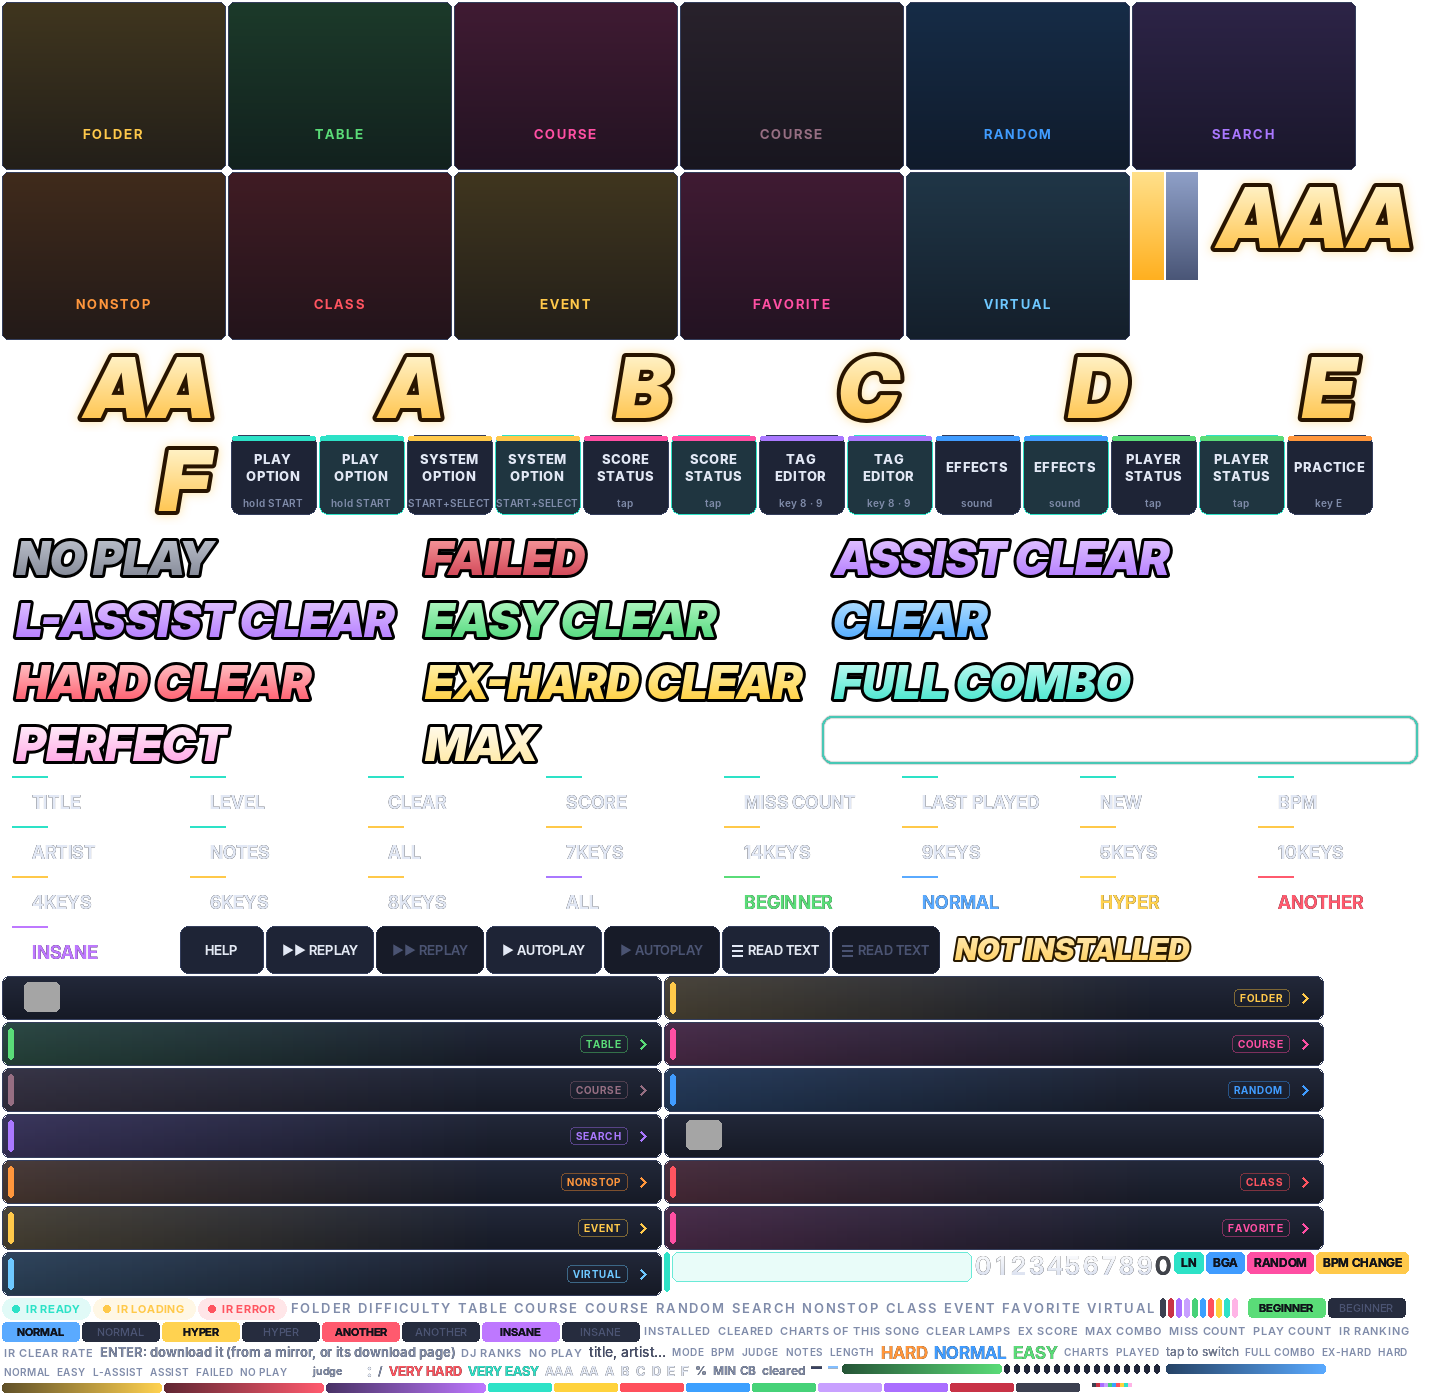 FOLDER TABLE COURSE COURSE RANDOM SEARCH
NONSTOP CLASS EVENT FAVORITE VIRTUAL AAA
AA A B C D E
F
PLAY OPTION hold START
PLAY OPTION hold START
SYSTEM OPTION START+SELECT
SYSTEM OPTION START+SELECT
SCORE STATUS tap
SCORE STATUS tap
TAG EDITOR key 8 · 9
TAG EDITOR key 8 · 9
EFFECTS sound
EFFECTS sound
PLAYER STATUS tap
PLAYER STATUS tap
PRACTICE key E
NO PLAY FAILED ASSIST CLEAR
L-ASSIST CLEAR EASY CLEAR CLEAR
HARD CLEAR EX-HARD CLEAR FULL COMBO
PERFECT MAX
TITLE LEVEL CLEAR SCORE MISS COUNT LAST PLAYED NEW BPM
ARTIST NOTES ALL 7KEYS 14KEYS 9KEYS 5KEYS 10KEYS
4KEYS 6KEYS 8KEYS ALL BEGINNER NORMAL HYPER ANOTHER
INSANE HELP REPLAY REPLAY AUTOPLAY AUTOPLAY READ TEXT READ TEXT NOT INSTALLED
FOLDER
TABLE COURSE
COURSE RANDOM
SEARCH
NONSTOP CLASS
EVENT FAVORITE
VIRTUAL 01234567890 LN BGA RANDOM BPM CHANGE
IR READY IR LOADING IR ERROR FOLDER DIFFICULTY TABLE COURSE COURSE RANDOM SEARCH NONSTOP CLASS EVENT FAVORITE VIRTUAL BEGINNER BEGINNER
NORMAL NORMAL HYPER HYPER ANOTHER ANOTHER INSANE INSANE INSTALLED CLEARED CHARTS OF THIS SONG CLEAR LAMPS EX SCORE MAX COMBO MISS COUNT PLAY COUNT IR RANKING
IR CLEAR RATE ENTER: download it (from a mirror, or its download page) DJ RANKS NO PLAY title, artist... MODE BPM JUDGE NOTES LENGTH HARD NORMAL EASY CHARTS PLAYED tap to switch FULL COMBO EX-HARD HARD
NORMAL EASY L-ASSIST ASSIST FAILED NO PLAY judge : / VERY HARD VERY EASY AAA AA A B C D E F % MIN CB cleared